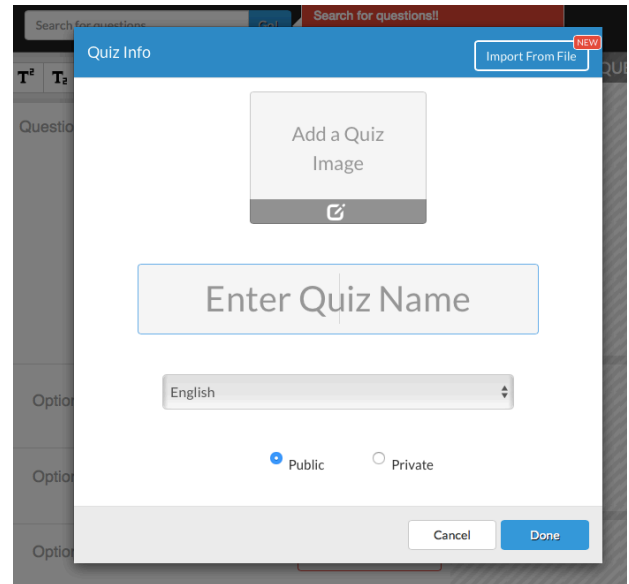 Search for questions
Go!
Search for questions!!
Quiz Info
Import From File
NEW
T²
T₂
Add a Quiz
Image
Enter Quiz Name
English
Public
Private
Cancel
Done